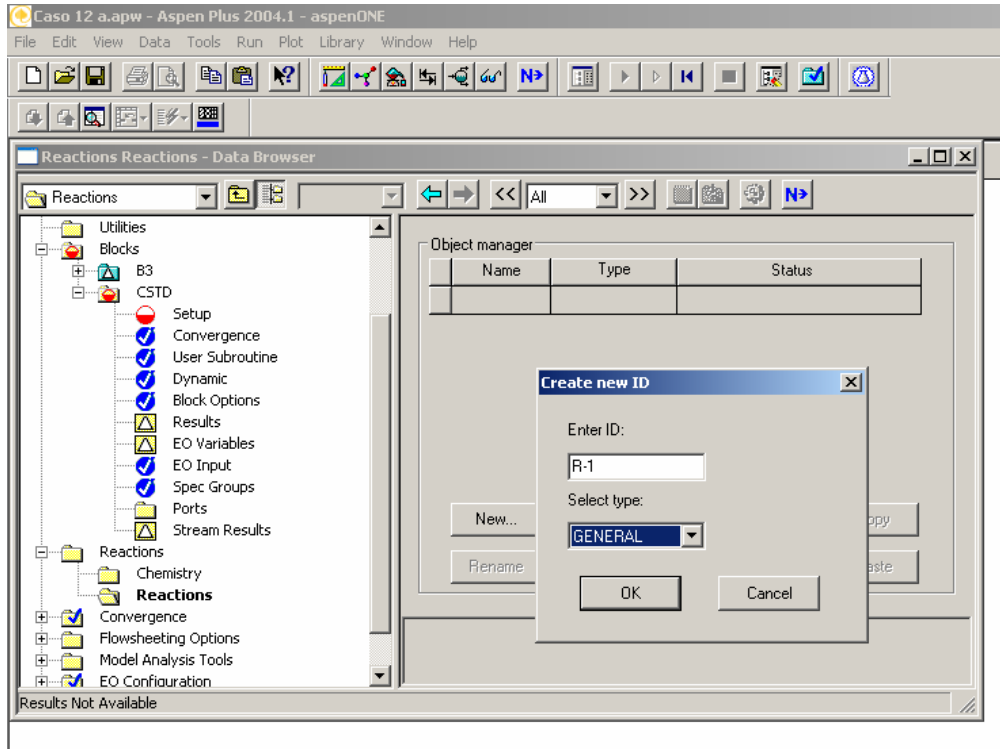 Caso 12 a.apw - Aspen Plus 2004.1 - aspenONE
File Edit View Data Tools Run Plot Library Window Help
N
Reactions Reactions - Data Browser
Reactions
All
N
Utilities
Blocks
B3
CSTD
Setup
Convergence
User Subroutine
Dynamic
Block Options
Results
EO Variables
EO Input
Spec Groups
Ports
Stream Results
Reactions
Chemistry
Reactions
Convergence
Flowsheeting Options
Model Analysis Tools
EO Configuration
Object manager
Name Type Status
New...
Rename
Create new ID
Enter ID:
R-1
Select type:
GENERAL
OK Cancel
Results Not Available